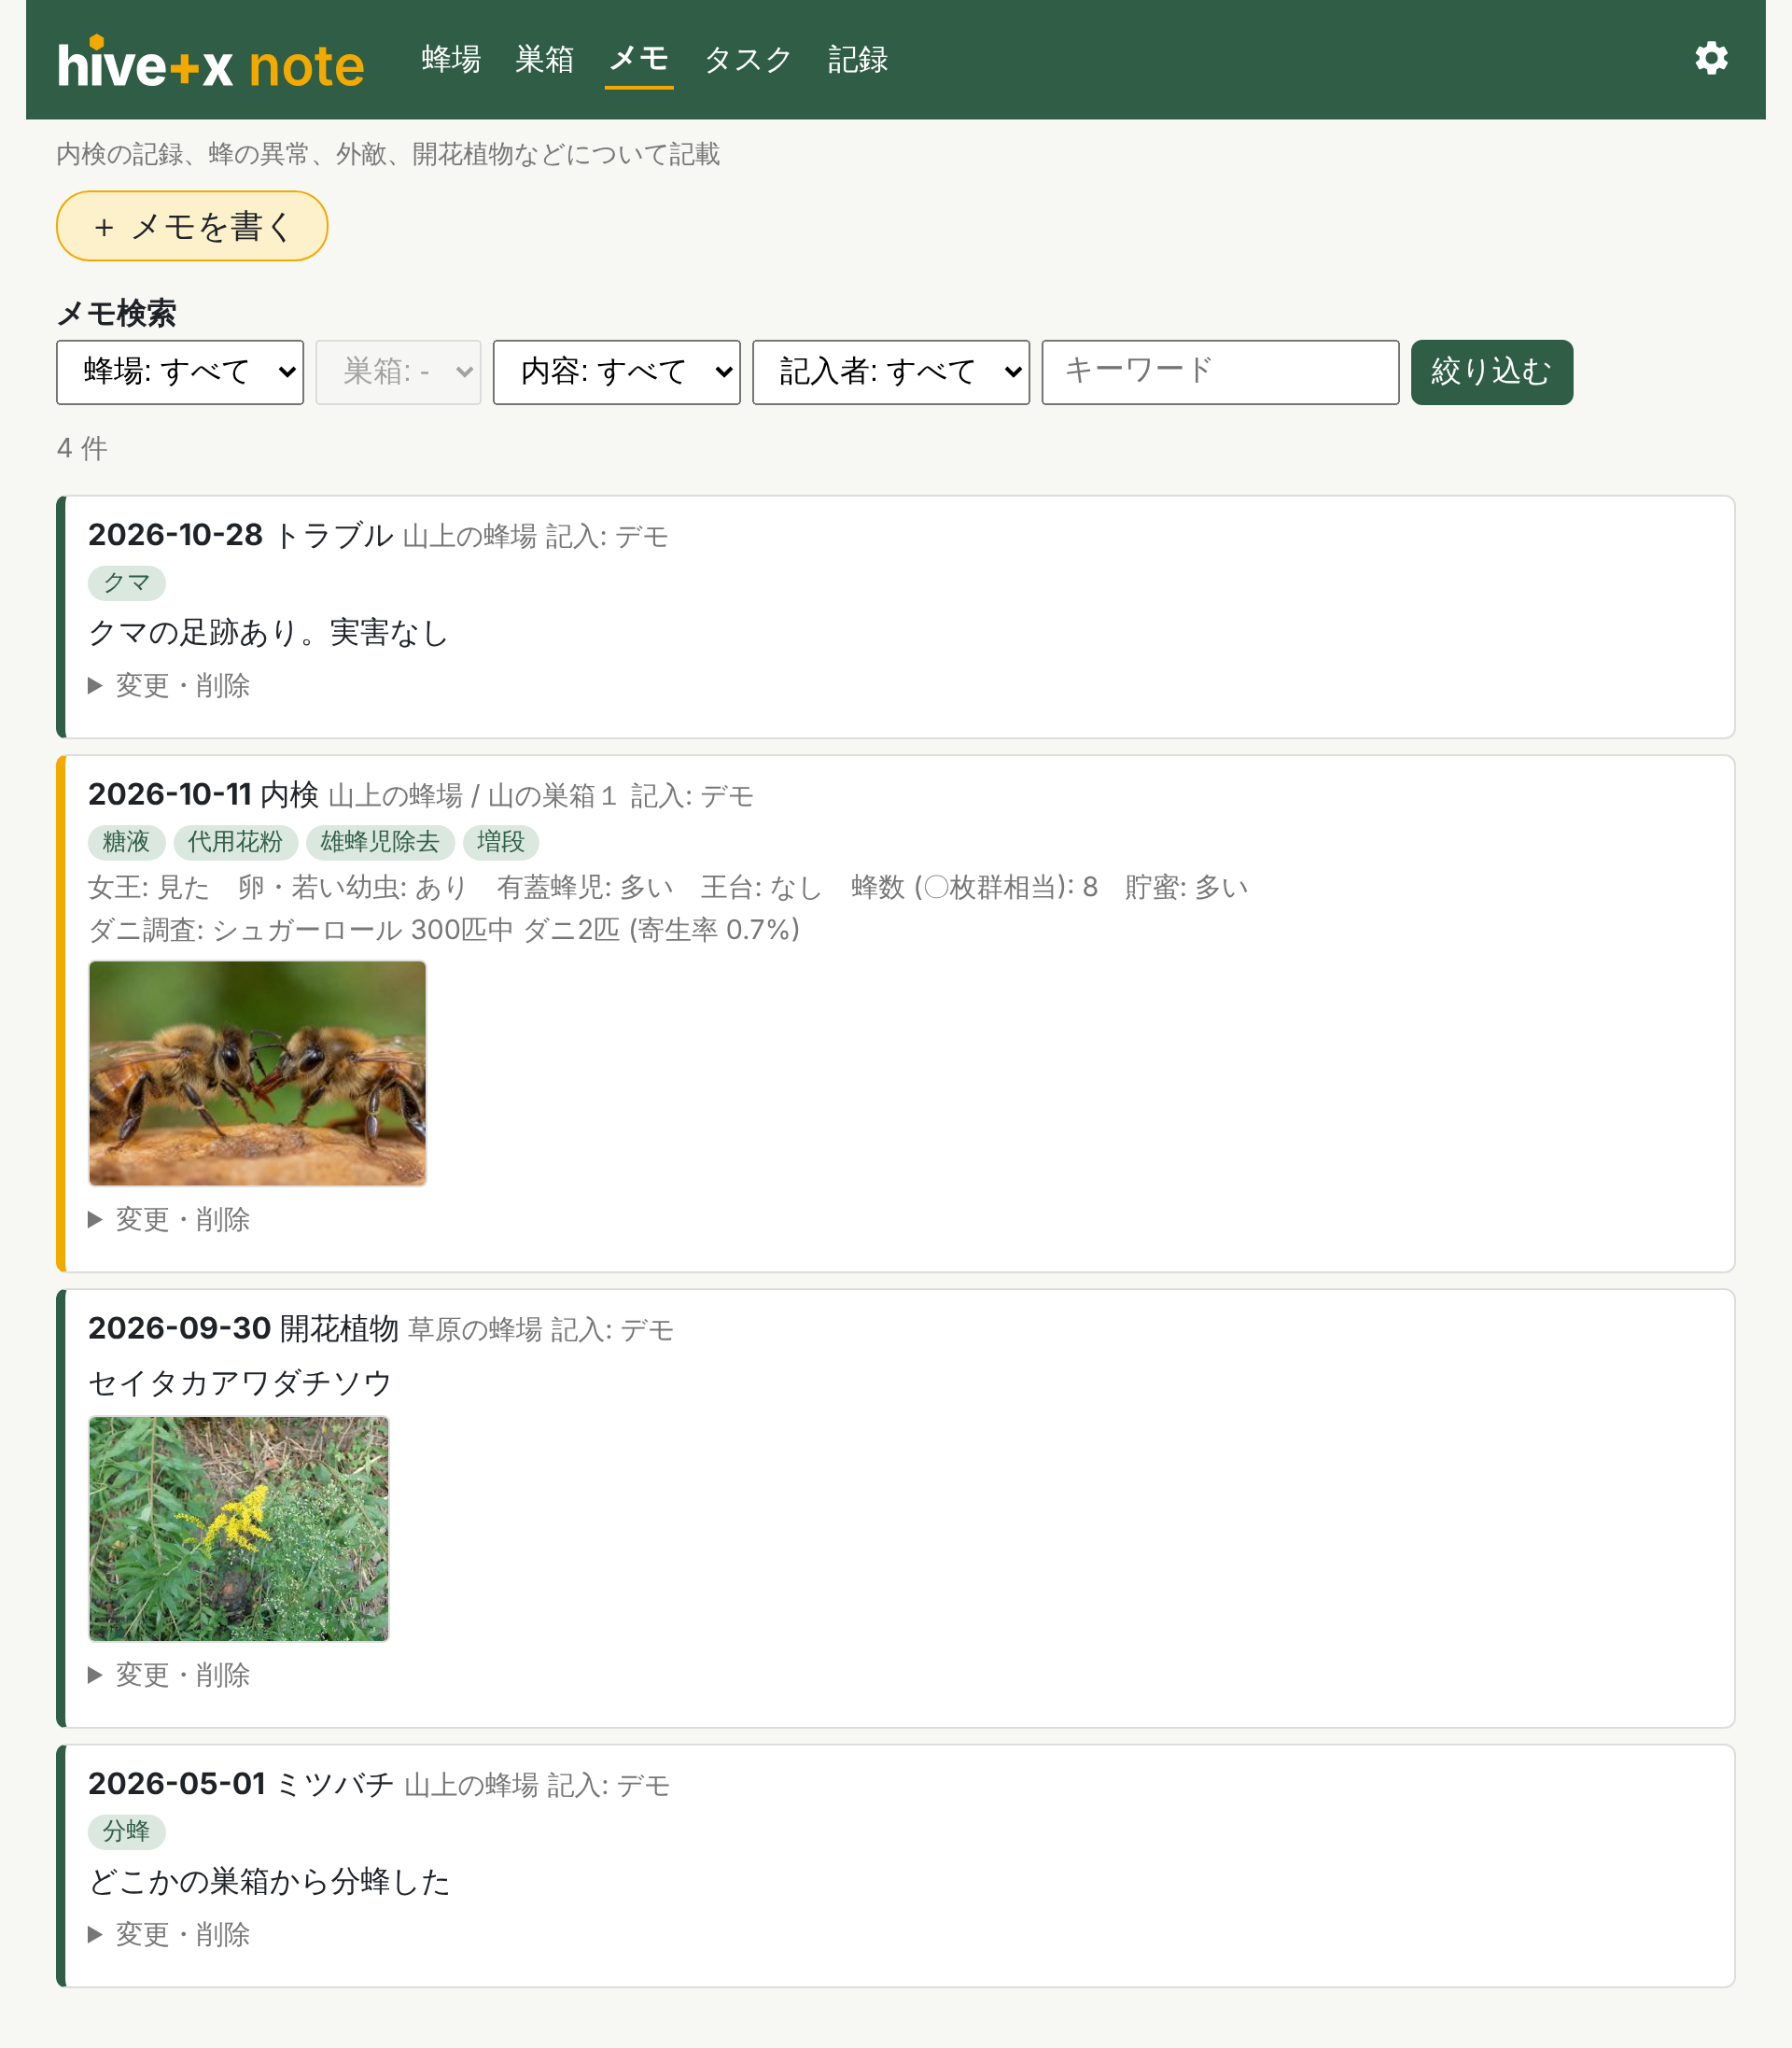 hive+x note 蜂場 巣箱 メモ タスク 記録
内検の記録、蜂の異常、外敵、開花植物などについて記載
+ メモを書く
メモ検索
蜂場: すべて 巣箱: - 内容: すべて 記入者: すべて キーワード 絞り込む
4 件
2026-10-28 トラブル 山上の蜂場 記入: デモ
クマ
クマの足跡あり。実害なし
▶ 変更・削除
2026-10-11 内検 山上の蜂場 / 山の巣箱１ 記入: デモ
糖液 代用花粉 雄蜂児除去 増段
女王: 見た 卵・若い幼虫: あり 有蓋蜂児: 多い 王台: なし 蜂数 (〇枚群相当): 8 貯蜜: 多い
ダニ調査: シュガーロール 300匹中 ダニ2匹 (寄生率 0.7%)
▶ 変更・削除
2026-09-30 開花植物 草原の蜂場 記入: デモ
セイタカアワダチソウ
▶ 変更・削除
2026-05-01 ミツバチ 山上の蜂場 記入: デモ
分蜂
どこかの巣箱から分蜂した
▶ 変更・削除